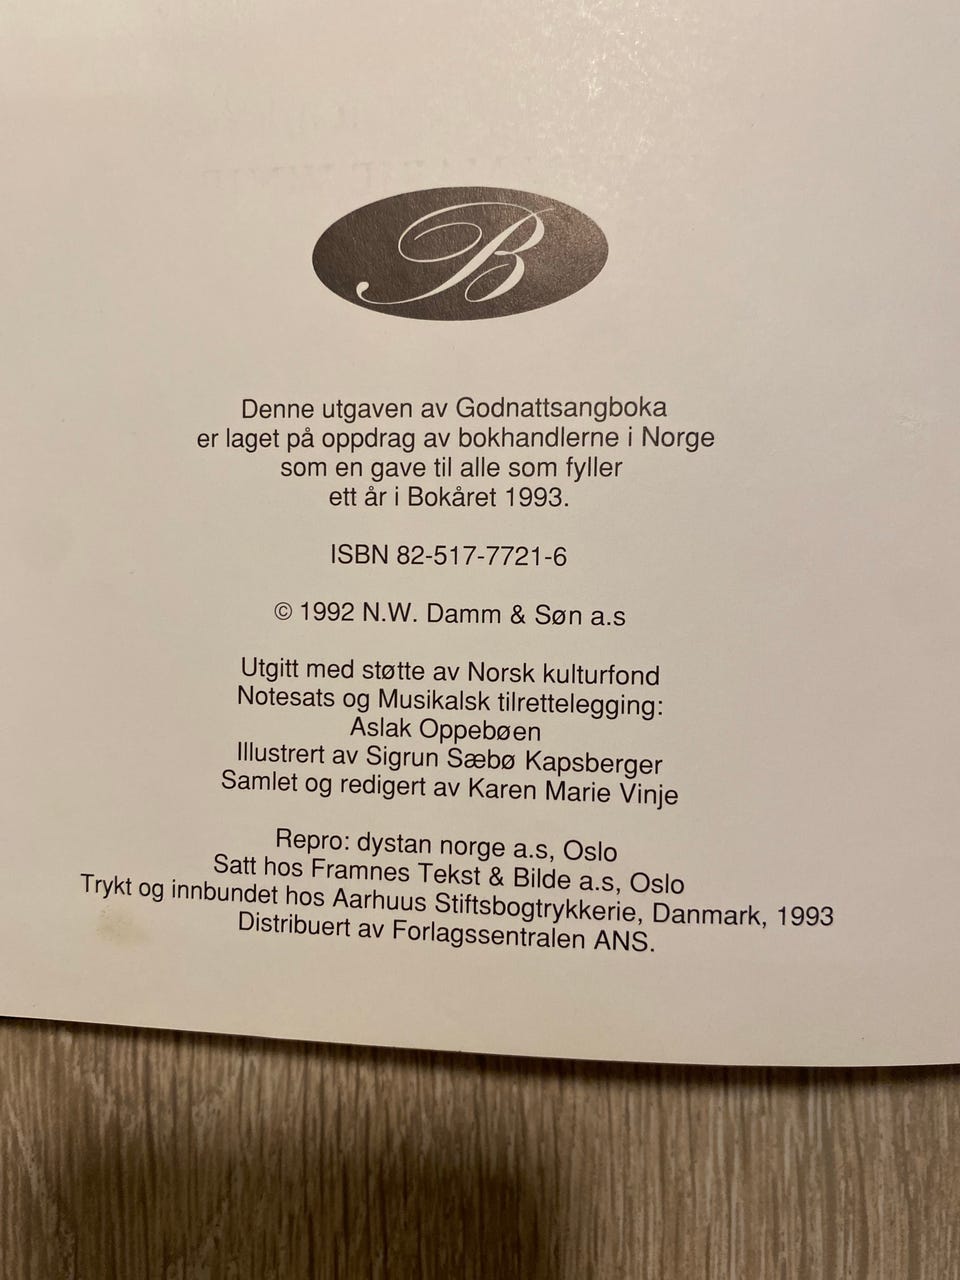 B
Denne utgaven av Godnattsangboka
er laget på oppdrag av bokhandlerne i Norge
som en gave til alle som fyller
ett år i Bokåret 1993.
ISBN 82-517-7721-6
© 1992 N.W. Damm & Søn a.s
Utgitt med støtte av Norsk kulturfond
Notesats og Musikalsk tilrettelegging:
Aslak Oppebøen
Illustrert av Sigrun Sæbø Kapsberger
Samlet og redigert av Karen Marie Vinje
Repro: dystan norge a.s, Oslo
Satt hos Framnes Tekst & Bilde a.s, Oslo
Trykt og innbundet hos Aarhuus Stiftsbogtrykkerie, Danmark, 1993
Distribuert av Forlagssentralen ANS.